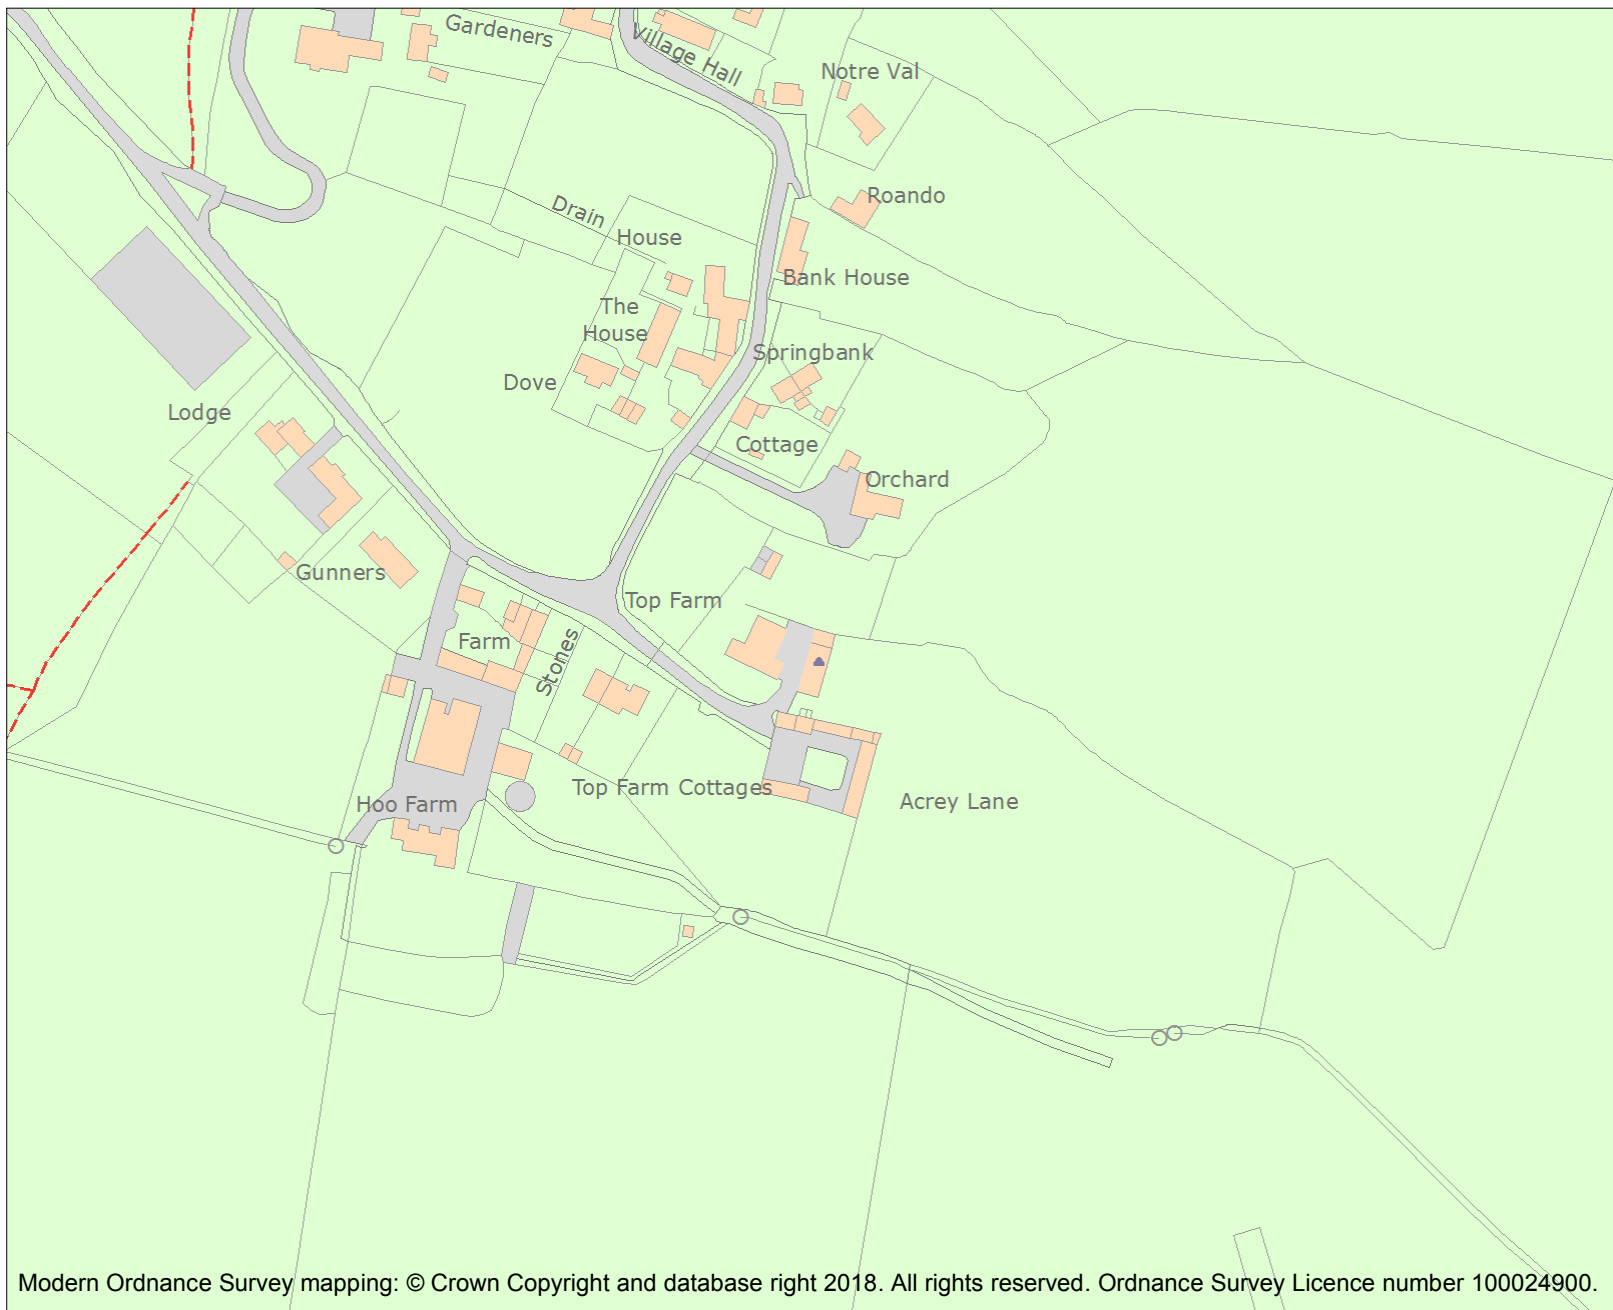 Gardeners
Village Hall
Notre Val
Roando
Drain
House
Bank House
The
House
Springbank
Dove
Lodge
Cottage
Orchard
Gunners
Top Farm
Farm
Stones
Top Farm Cottages
Acrey Lane
Hoo Farm
Modern Ordnance Survey mapping: © Crown Copyright and database right 2018. All rights reserved. Ordnance Survey Licence number 100024900.